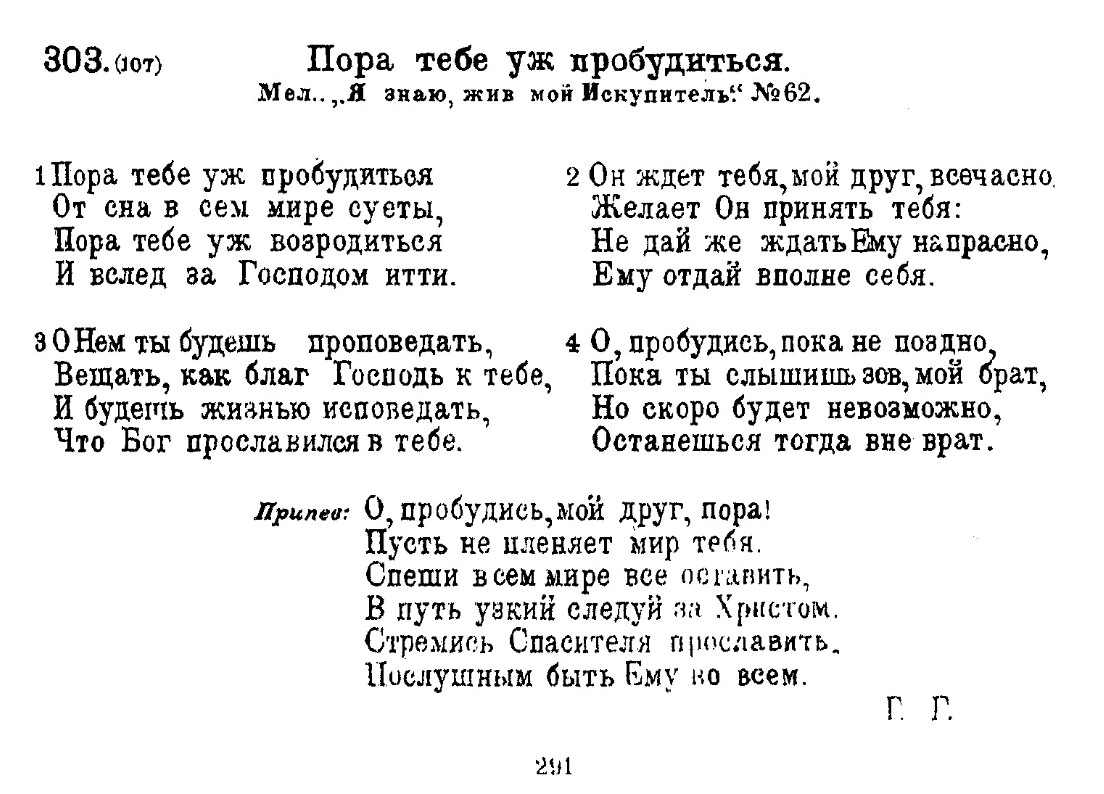 303. (107) Пора тебе уж пробудиться.
Мел.. „Я знаю, жив мой Искупитель“ №62.
1 Пора тебе уж пробудиться
От сна в сем мире суеты,
Пора тебе уж возродиться
И вслед за Господом итти.
2 Он ждет тебя, мой друг, всечасно.
Желает Он принять тебя:
Не дай же ждать Ему напрасно,
Ему отдай вполне себя.
3 О Нем ты будешь проповедать,
Вещать, как благ Господь к тебе,
И будешь жизнью исповедать,
Что Бог прославился в тебе.
4 О, пробудись, пока не поздно,
Пока ты слышишь зов, мой брат,
Но скоро будет невозможно,
Останешься тогда вне врат.
Припев: О, пробудись, мой друг, пора!
Пусть не пленяет мир тебя.
Спеши в сем мире все оставить,
В путь узкий следуй за Христом.
Стремись Спасителя прославить,
Послушным быть Ему во всем.
Г. Г.
291